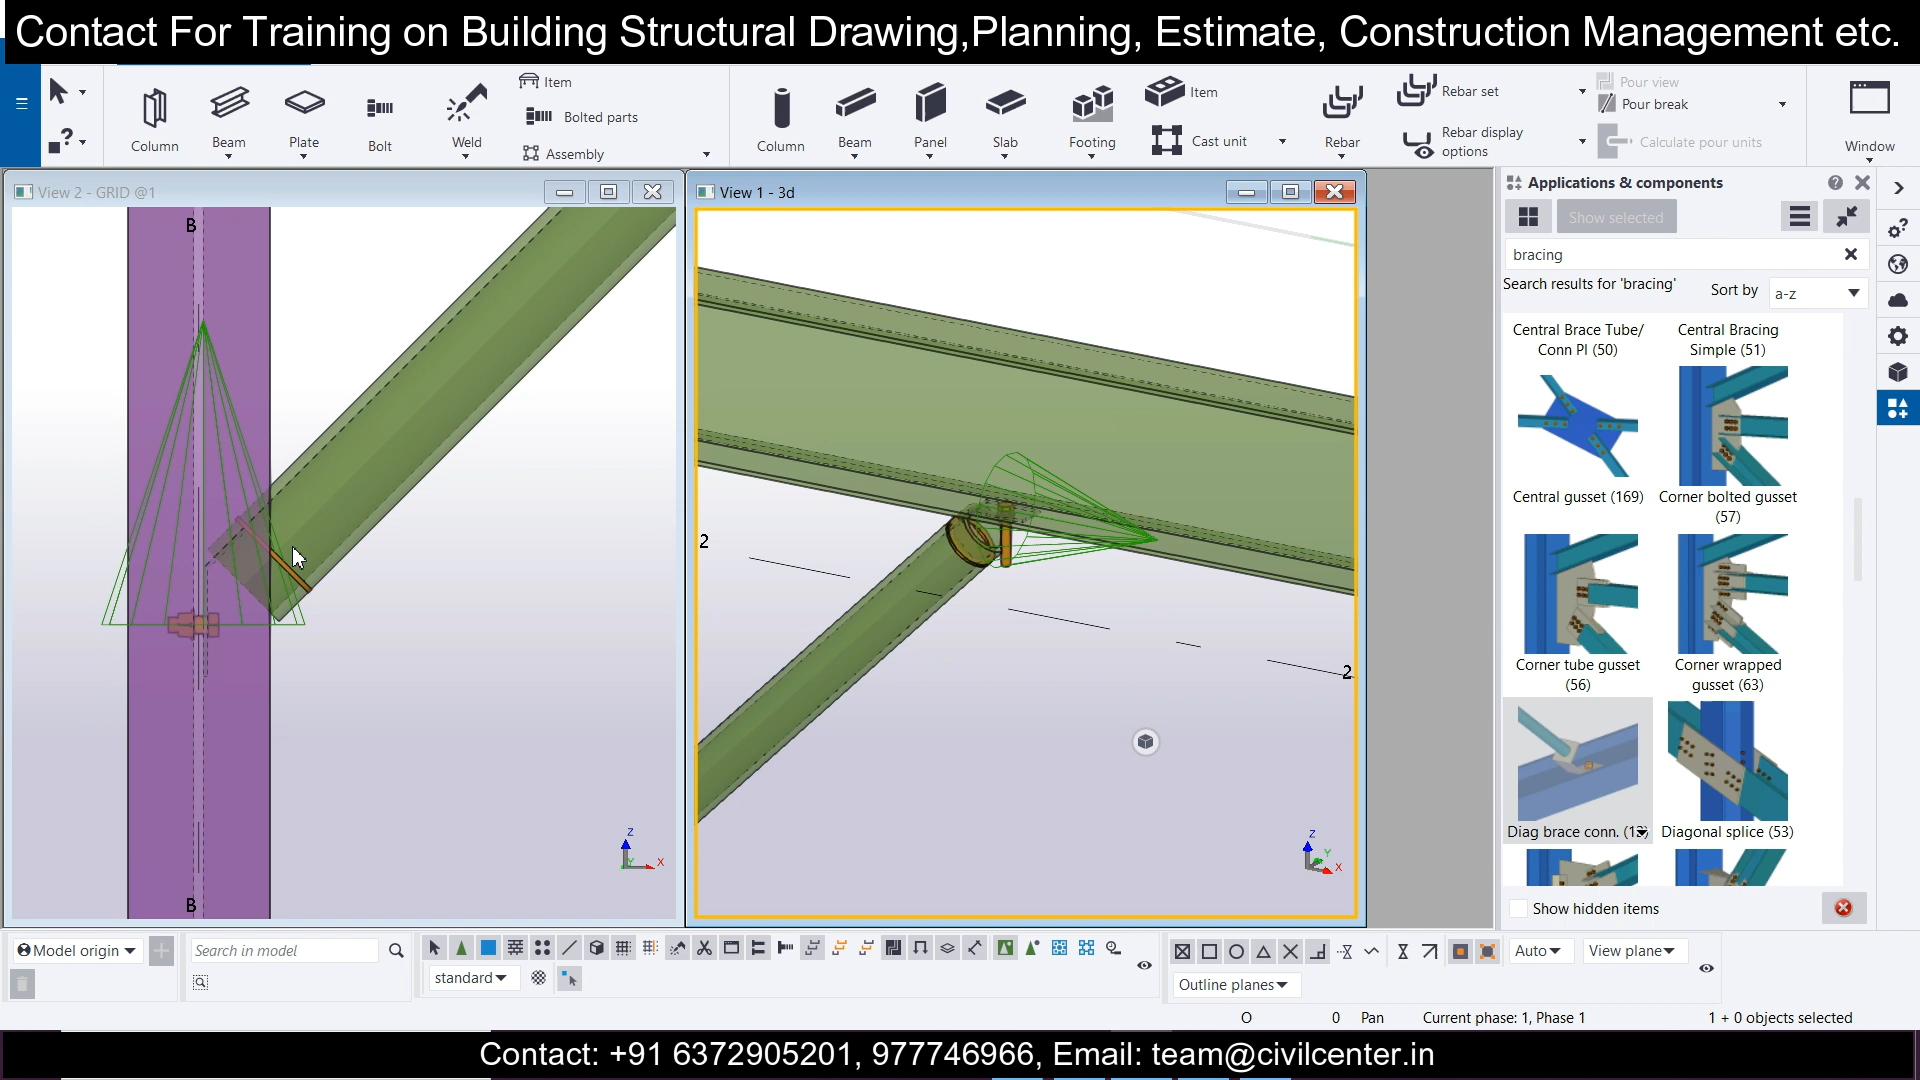 Contact For Training on Building Structural Drawing,Planning, Estimate, Construction Management etc.
Column
Beam
Plate
Bolt
Weld
Item
Bolted parts
Assembly
Column
Beam
Panel
Slab
Footing
Item
Cast unit
Rebar
Rebar set
Rebar display
options
Pour view
Pour break
Calculate pour units
Window
View 2 - GRID @1
View 1 - 3d
Applications & components
Show selected
bracing
Search results for 'bracing'
Sort by
a-z
Central Brace Tube/
Conn Pl (50)
Central Bracing
Simple (51)
Central gusset (169)
Corner bolted gusset
(57)
Corner tube gusset
(56)
Corner wrapped
gusset (63)
Diag brace conn.
Diagonal splice (53)
Show hidden items
B
B
2
2
Z
Y
X
Z
Y
X
Model origin
Search in model
standard
Auto
View plane
Outline planes
O
0
Pan
Current phase: 1, Phase 1
1 + 0 objects selected
Contact: +91 6372905201, 977746966, Email: team@civilcenter.in